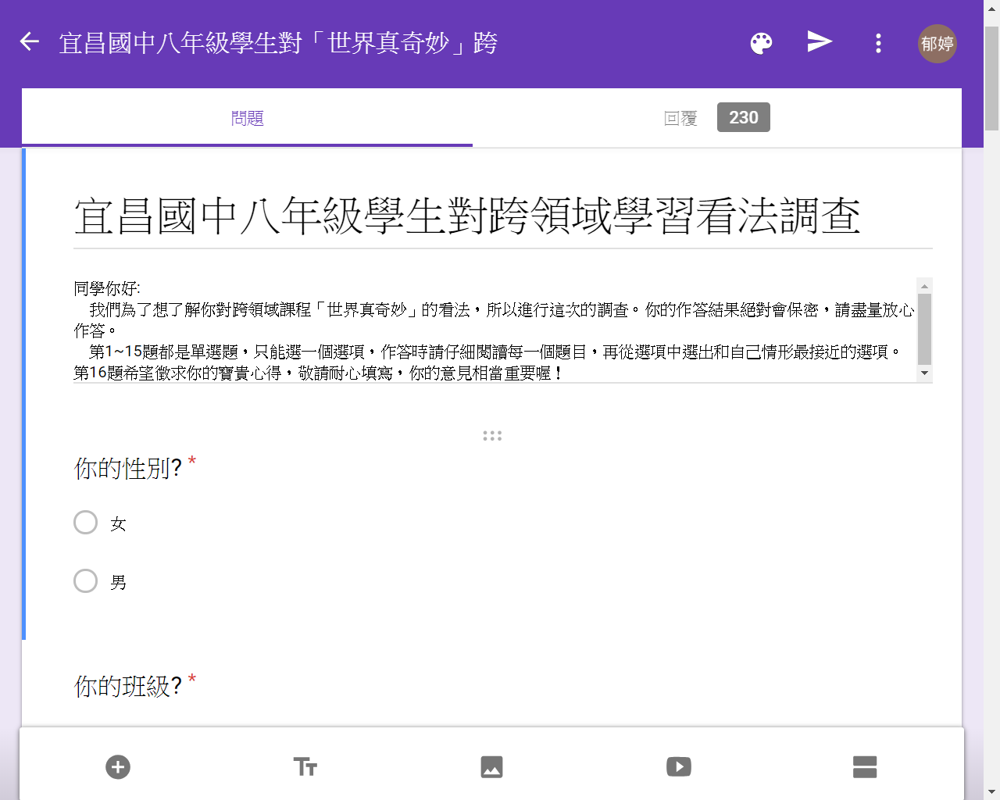 宜昌國中八年級學生對「世界真奇妙」跨
郁婷
問題
回覆 230
宜昌國中八年級學生對跨領域學習看法調查
同學你好:
我們為了想了解你對跨領域課程「世界真奇妙」的看法，所以進行這次的調查。你的作答結果絕對會保密，請盡量放心
作答。
第1~15題都是單選題，只能選一個選項，作答時請仔細閱讀每一個題目，再從選項中選出和自己情形最接近的選項。
第16題希望徵求你的寶貴心得，敬請耐心填寫，你的意見相當重要喔！
你的性別? *
女
男
你的班級? *
Tt